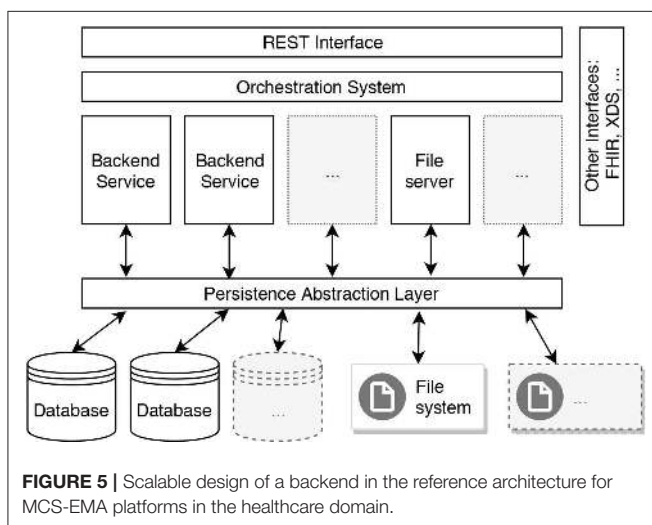 REST Interface
Orchestration System
Other Interfaces:
FHIR, XDS, ...
Backend
Service
Backend
Service
...
File
server
...
Persistence Abstraction Layer
Database
Database
...
File
system
...
FIGURE 5 | Scalable design of a backend in the reference architecture for
MCS-EMA platforms in the healthcare domain.